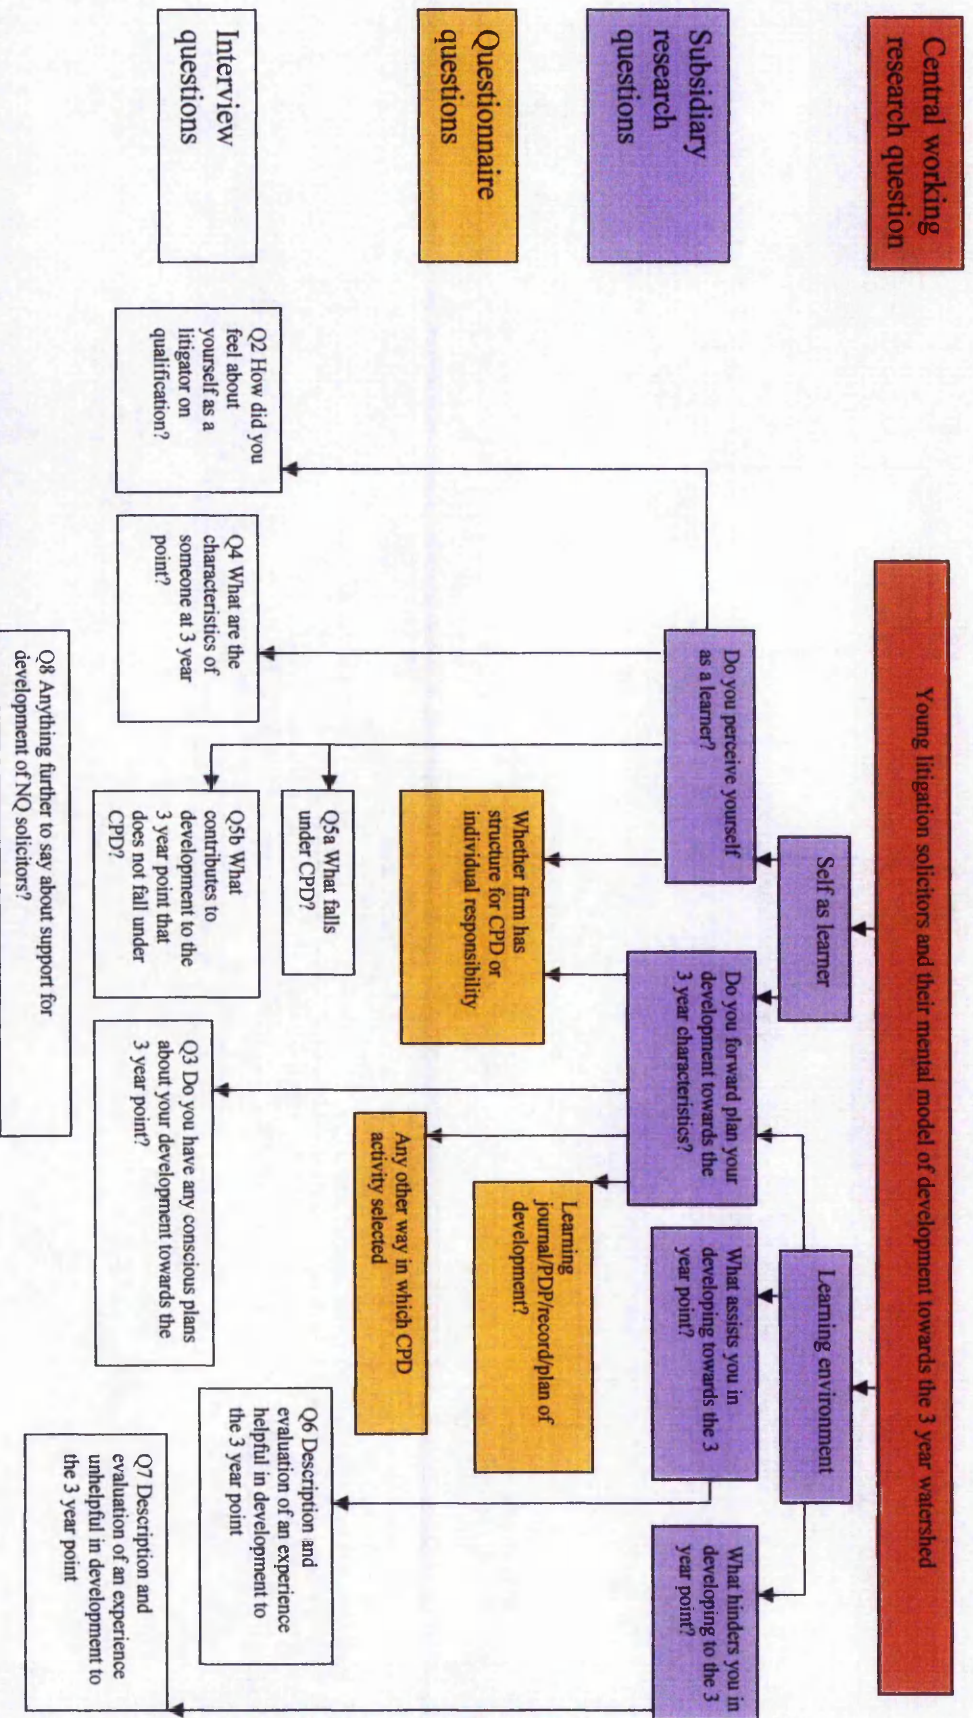 Central working
research question
Subsidiary
research
questions
Questionnaire
questions
Interview
questions
Young litigation solicitors and their mental model of development towards the 3 year watershed
Self as learner
Learning environment
Do you perceive yourself
as a learner?
Do you forward plan your
development towards the
3 year characteristics?
What assists you in
developing towards the 3
year point?
What hinders you in
developing to the 3
year point?
Whether firm has
structure for CPD or
individual responsibility
Learning
journal/PDP/record/plan of
development?
Any other way in which CPD
activity selected
Q2 How did you
feel about
yourself as a
litigator on
qualification?
Q4 What are the
characteristics of
someone at 3 year
point?
Q5a What falls
under CPD?
Q5b What
contributes to
development to the
3 year point that
does not fall under
CPD?
Q3 Do you have any conscious plans
about your development towards the
3 year point?
Q6 Description and
evaluation of an experience
helpful in development to
the 3 year point
Q7 Description and
evaluation of an experience
unhelpful in development to
the 3 year point
Q8 Anything further to say about support for
development of NQ solicitors?